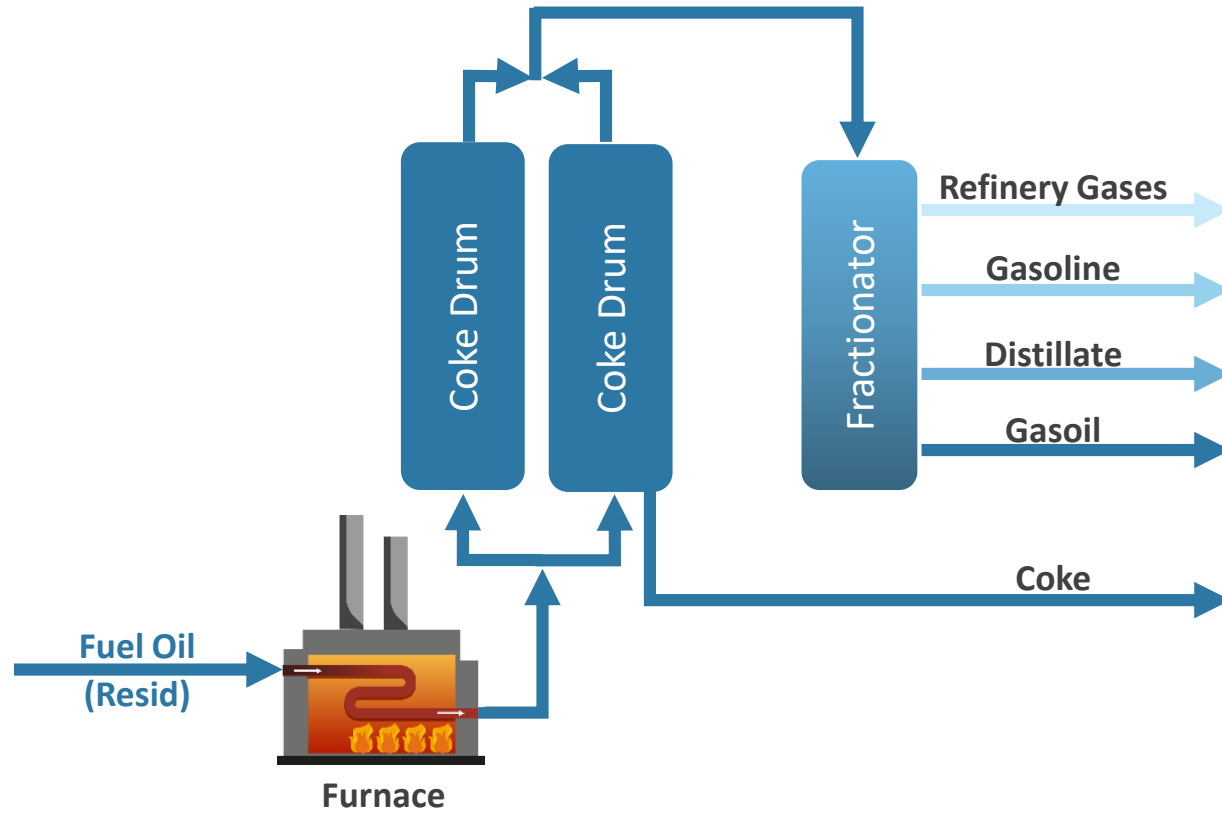 Refinery Gases
Gasoline
Distillate
Gasoil
Coke
Coke Drum
Coke Drum
Fractionator
Fuel Oil
(Resid)
Furnace